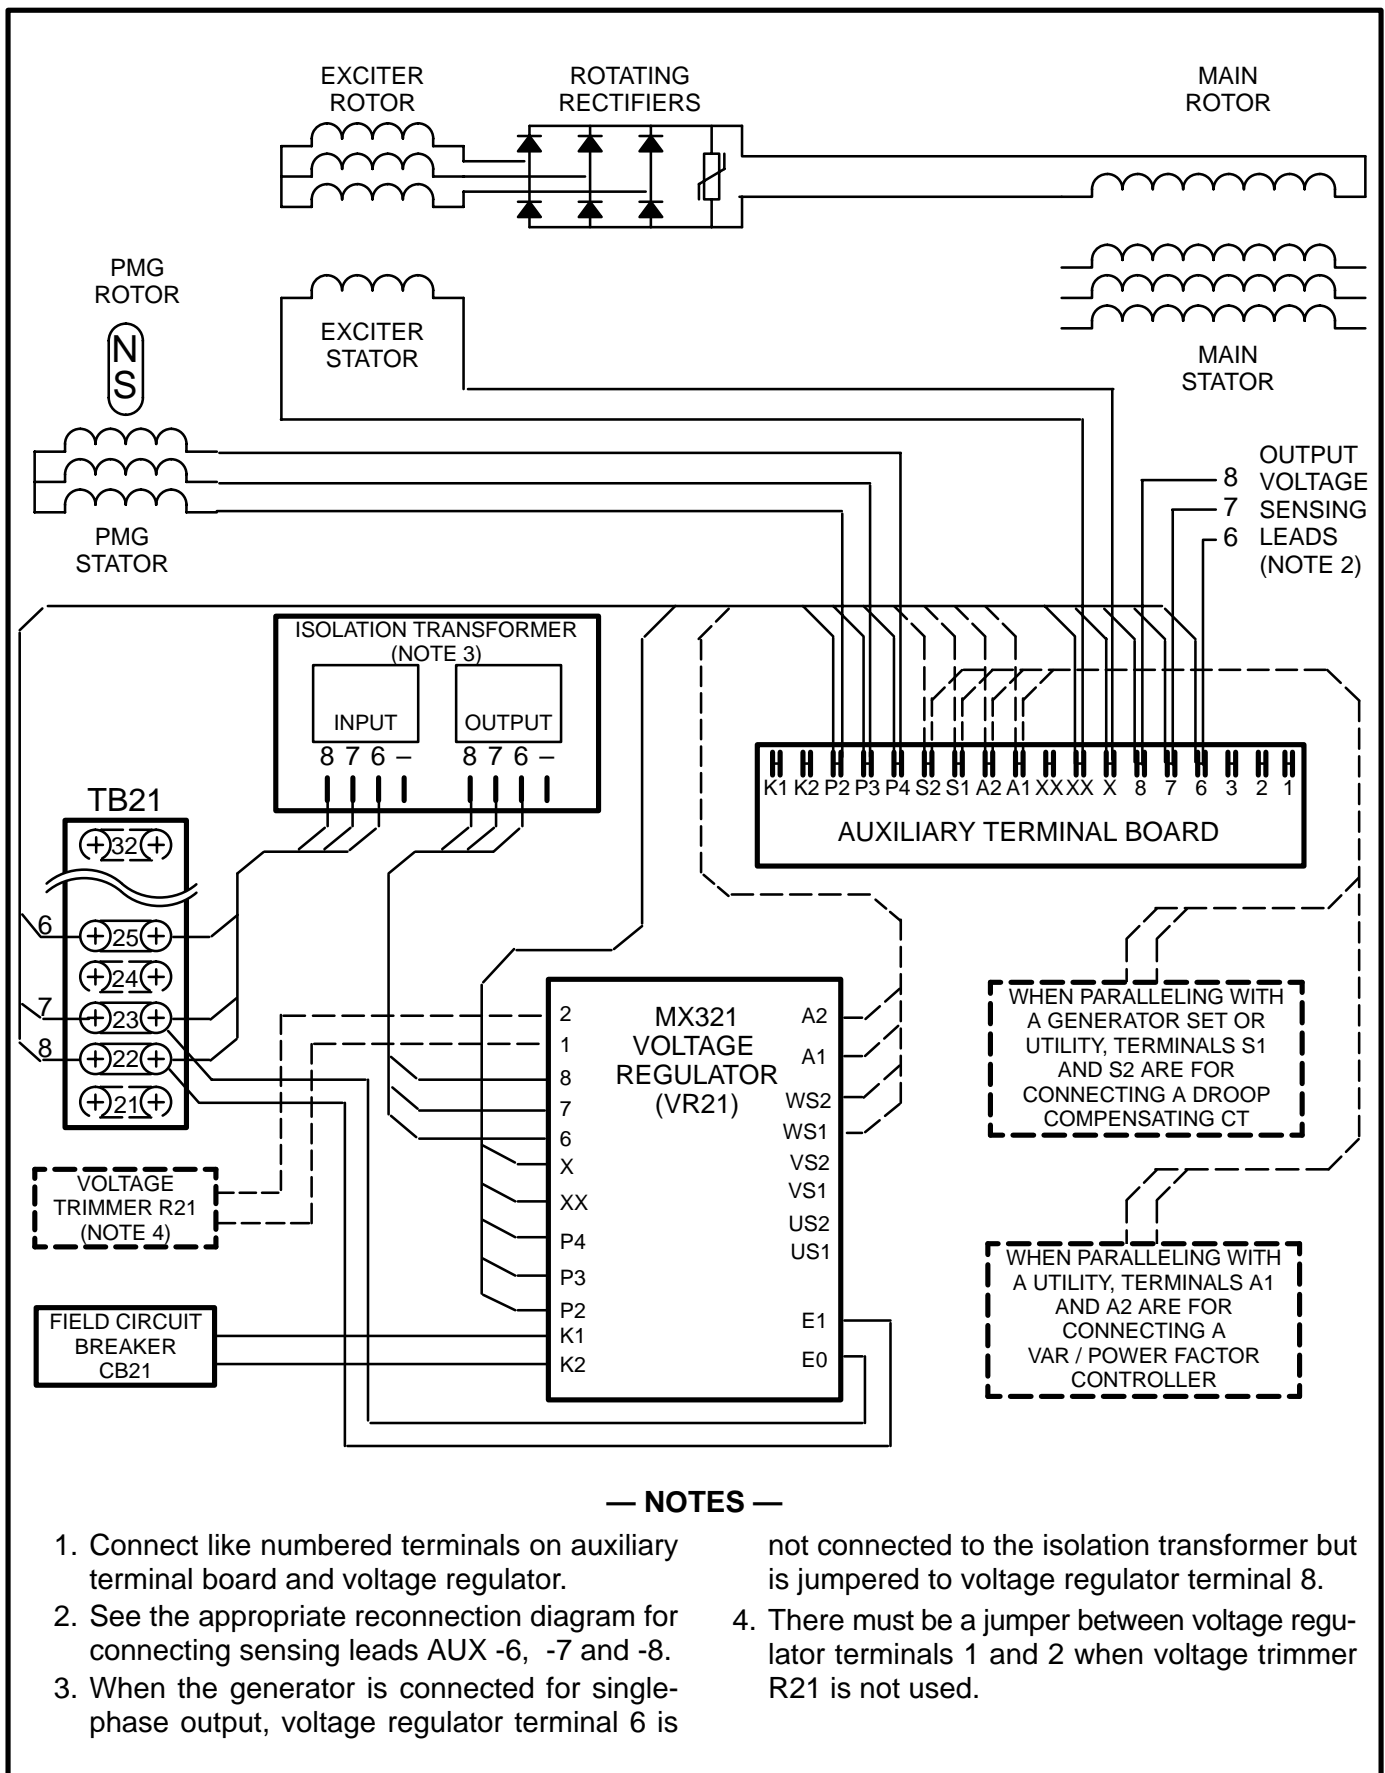 EXCITER
ROTOR
ROTATING
RECTIFIERS
MAIN
ROTOR
PMG
ROTOR
N
S
EXCITER
STATOR
MAIN
STATOR
PMG
STATOR
OUTPUT
8 VOLTAGE
7 SENSING
6 LEADS
(NOTE 2)
ISOLATION TRANSFORMER
(NOTE 3)
INPUT
OUTPUT
8 7 6 –
8 7 6 –
K1 K2 P2 P3 P4 S2 S1 A2 A1 XX XX X 8 7 6 3 2 1
AUXILIARY TERMINAL BOARD
TB21
32
6
25
24
7
23
8
22
21
MX321
VOLTAGE
REGULATOR
(VR21)
2
1
8
7
6
X
XX
P4
P3
P2
K1
K2
A2
A1
WS2
WS1
VS2
VS1
US2
US1
E1
E0
WHEN PARALLELING WITH
A GENERATOR SET OR
UTILITY, TERMINALS S1
AND S2 ARE FOR
CONNECTING A DROOP
COMPENSATING CT
VOLTAGE
TRIMMER R21
(NOTE 4)
WHEN PARALLELING WITH
A UTILITY, TERMINALS A1
AND A2 ARE FOR
CONNECTING A
VAR / POWER FACTOR
CONTROLLER
FIELD CIRCUIT
BREAKER
CB21
— NOTES —
1. Connect like numbered terminals on auxiliary
terminal board and voltage regulator.
2. See the appropriate reconnection diagram for
connecting sensing leads AUX -6, -7 and -8.
3. When the generator is connected for single-
phase output, voltage regulator terminal 6 is
not connected to the isolation transformer but
is jumpered to voltage regulator terminal 8.
4. There must be a jumper between voltage regu-
lator terminals 1 and 2 when voltage trimmer
R21 is not used.